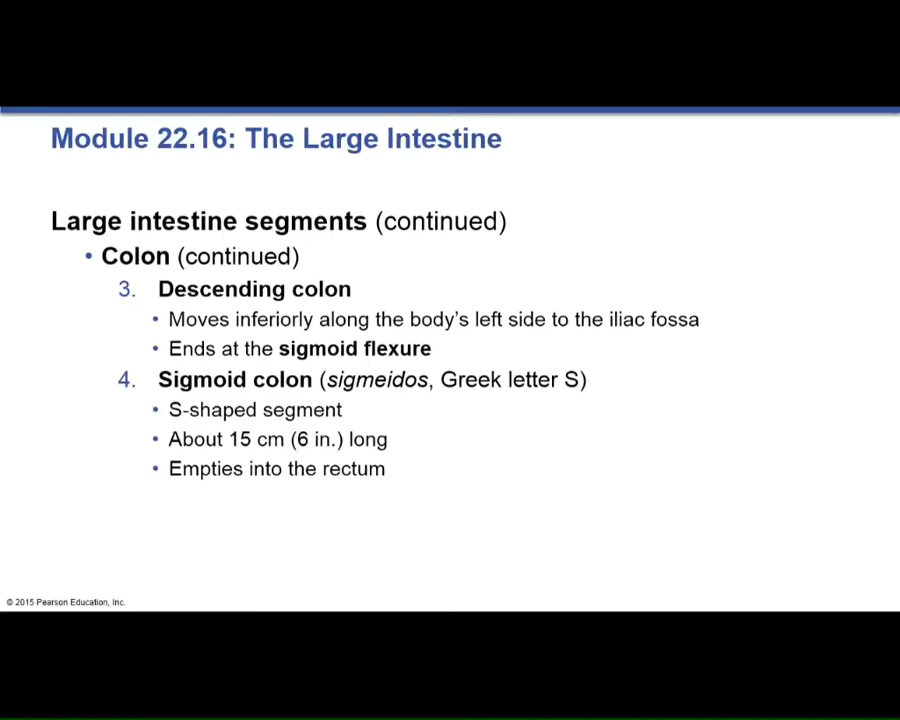 Module 22.16: The Large Intestine
Large intestine segments (continued)
• Colon (continued)
3. Descending colon
• Moves inferiorly along the body's left side to the iliac fossa
• Ends at the sigmoid flexure
4. Sigmoid colon (sigmeidos, Greek letter S)
• S-shaped segment
• About 15 cm (6 in.) long
• Empties into the rectum
© 2015 Pearson Education, Inc.